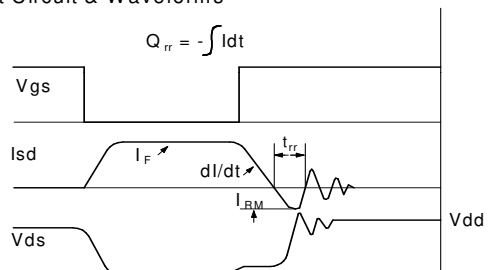 t Circuit & Waveforms
Q rr = - ∫ Idt
Vgs
Isd
I F
dI/dt
t rr
I RM
Vds
Vdd